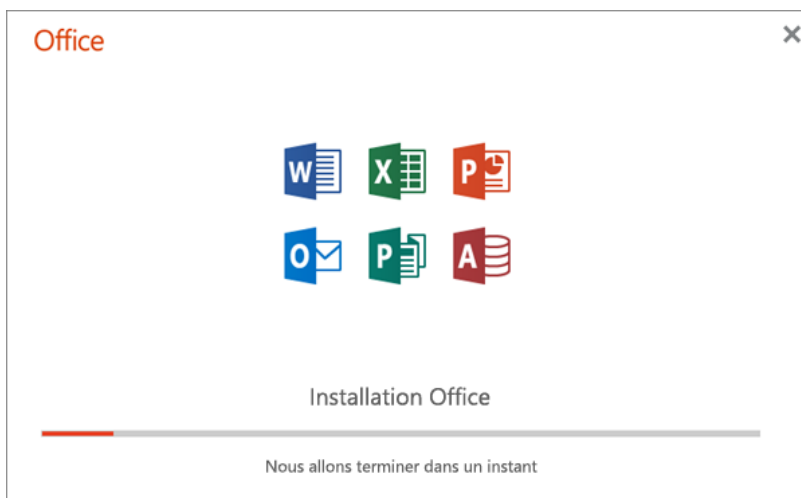 Office
W X P
O P A
Installation Office
Nous allons terminer dans un instant